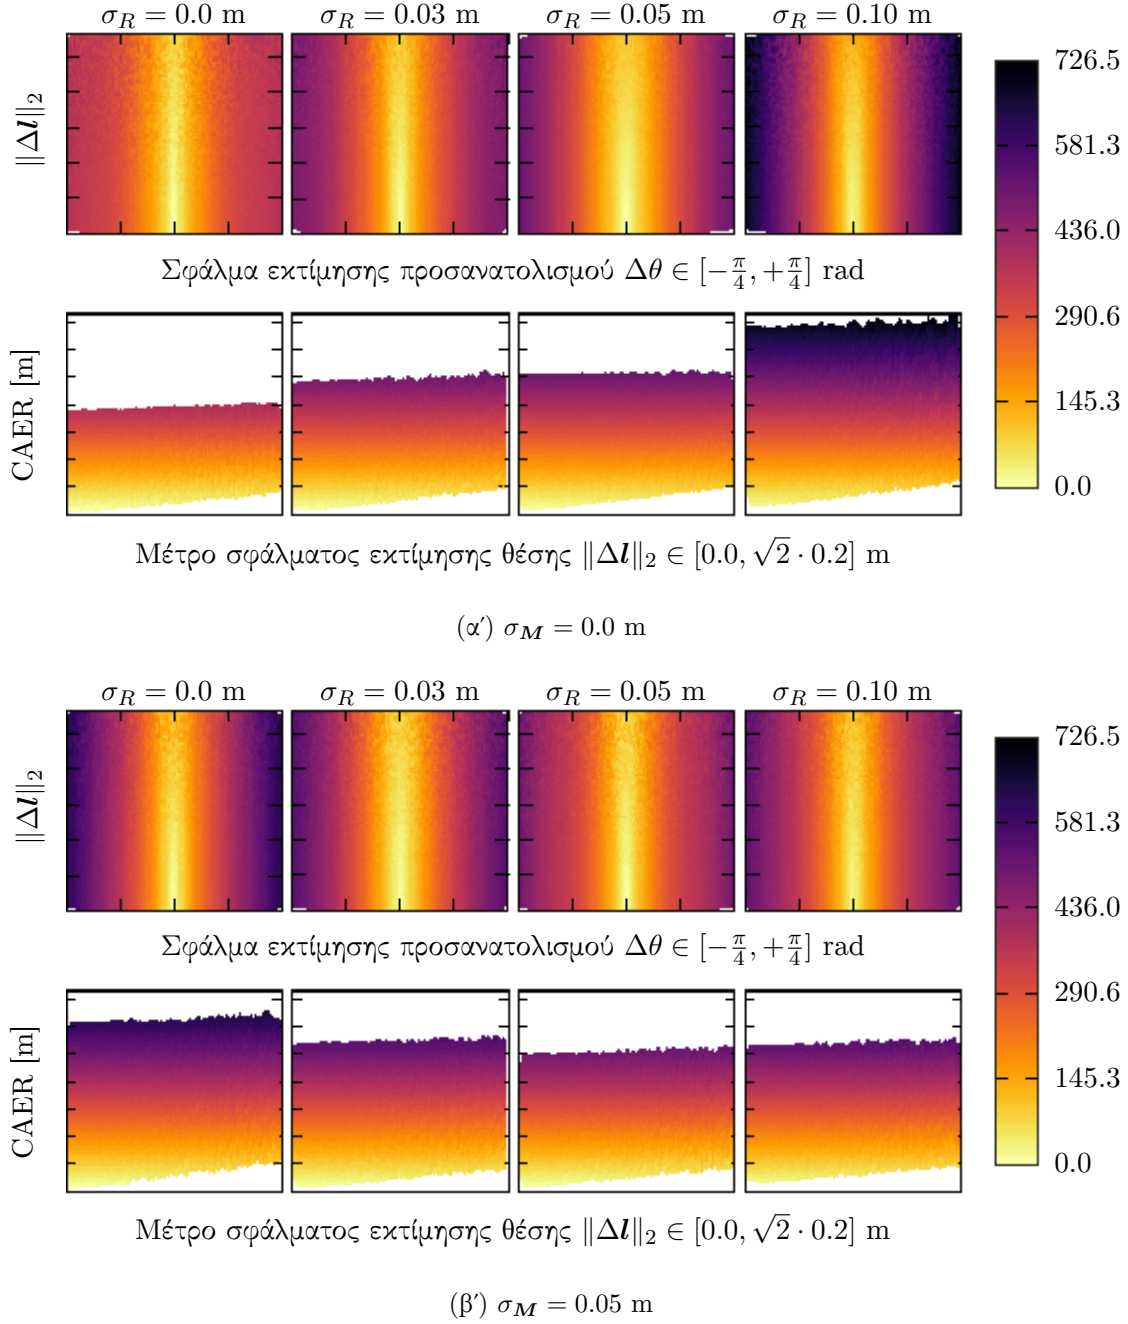 σ_R = 0.0 m σ_R = 0.03 m σ_R = 0.05 m σ_R = 0.10 m
‖Δl‖₂
Σφάλμα εκτίμησης προσανατολισμού Δθ ∈ [−π/4, +π/4] rad
CAER [m]
Μέτρο σφάλματος εκτίμησης θέσης ‖Δl‖₂ ∈ [0.0, √2 · 0.2] m
726.5
581.3
436.0
290.6
145.3
0.0
(αʹ) σ_M = 0.0 m
σ_R = 0.0 m σ_R = 0.03 m σ_R = 0.05 m σ_R = 0.10 m
‖Δl‖₂
Σφάλμα εκτίμησης προσανατολισμού Δθ ∈ [−π/4, +π/4] rad
CAER [m]
Μέτρο σφάλματος εκτίμησης θέσης ‖Δl‖₂ ∈ [0.0, √2 · 0.2] m
726.5
581.3
436.0
290.6
145.3
0.0
(βʹ) σ_M = 0.05 m